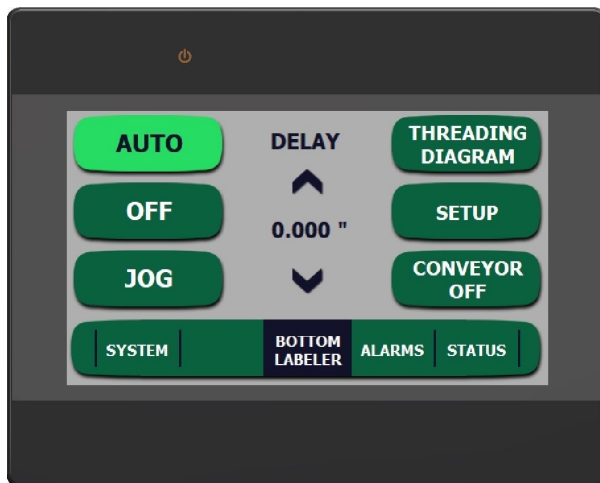 AUTO
DELAY
THREADING
DIAGRAM
OFF
0.000 "
SETUP
JOG
CONVEYOR
OFF
SYSTEM
BOTTOM
LABELER
ALARMS
STATUS